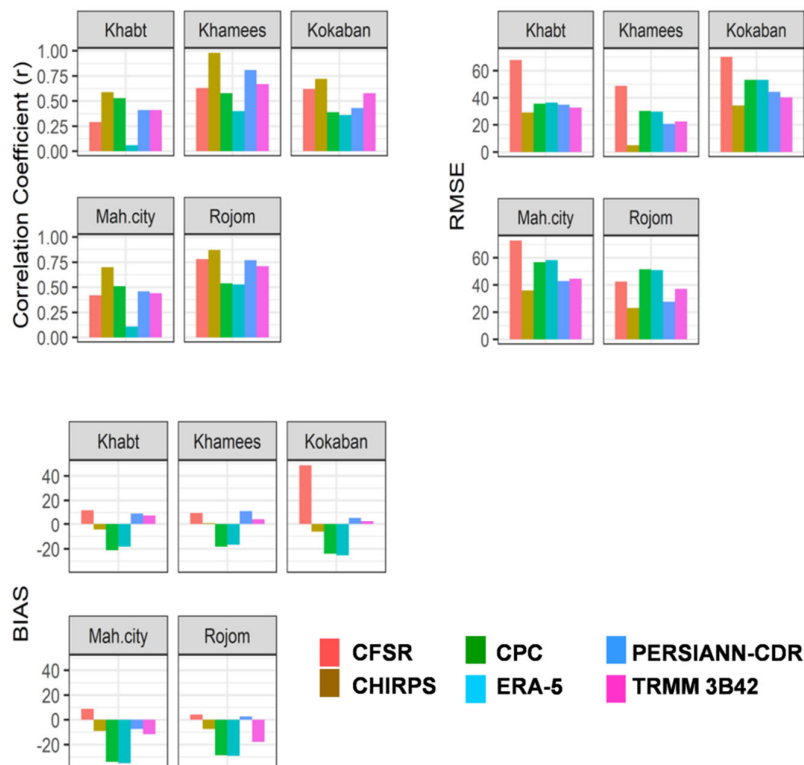 Khabt Khamees Kokaban
1.00
0.75
0.50
0.25
0.00
Mah.city Rojom
1.00
0.75
0.50
0.25
0.00
Correlation Coefficient (r)
Khabt Khamees Kokaban
60
40
20
0
Mah.city Rojom
60
40
20
0
RMSE
Khabt Khamees Kokaban
40
20
0
-20
Mah.city Rojom
40
20
0
-20
BIAS
CFSR CPC PERSIANN-CDR
CHIRPS ERA-5 TRMM 3B42